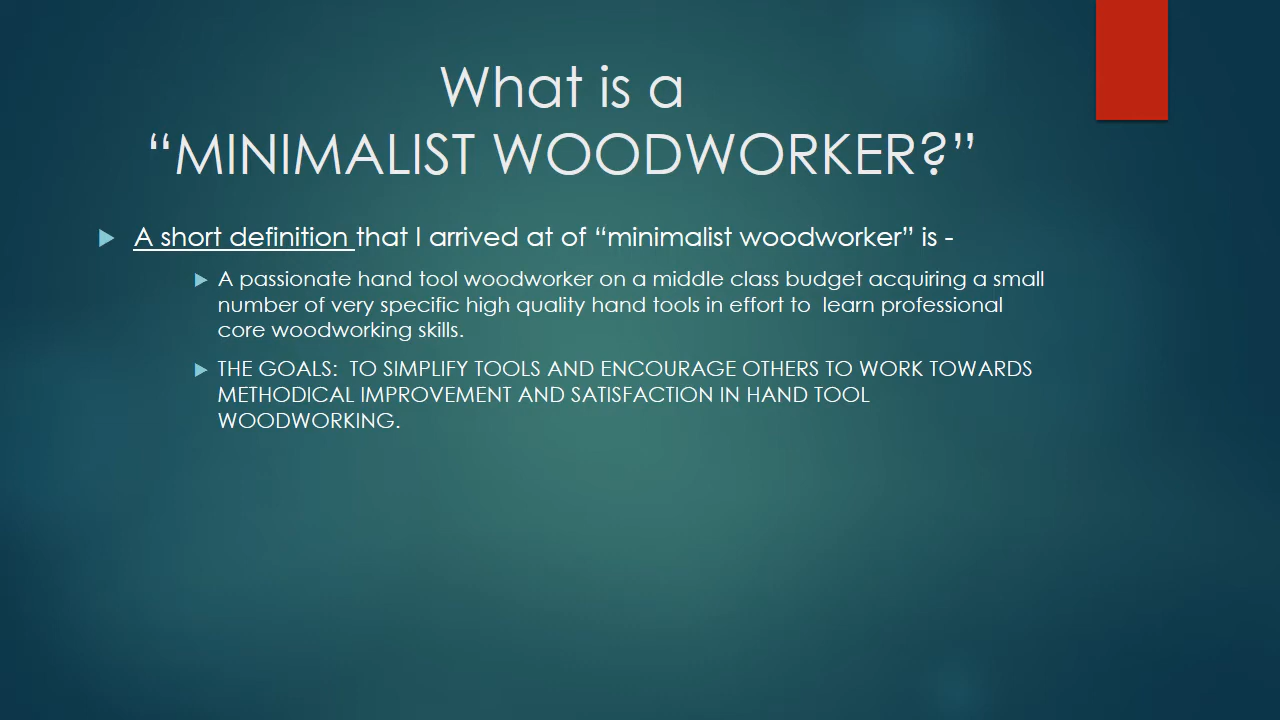 What is a
“MINIMALIST WOODWORKER?”
A short definition that I arrived at of “minimalist woodworker” is -
A passionate hand tool woodworker on a middle class budget acquiring a small
number of very specific high quality hand tools in effort to  learn professional
core woodworking skills.
THE GOALS:  TO SIMPLIFY TOOLS AND ENCOURAGE OTHERS TO WORK TOWARDS
METHODICAL IMPROVEMENT AND SATISFACTION IN HAND TOOL
WOODWORKING.